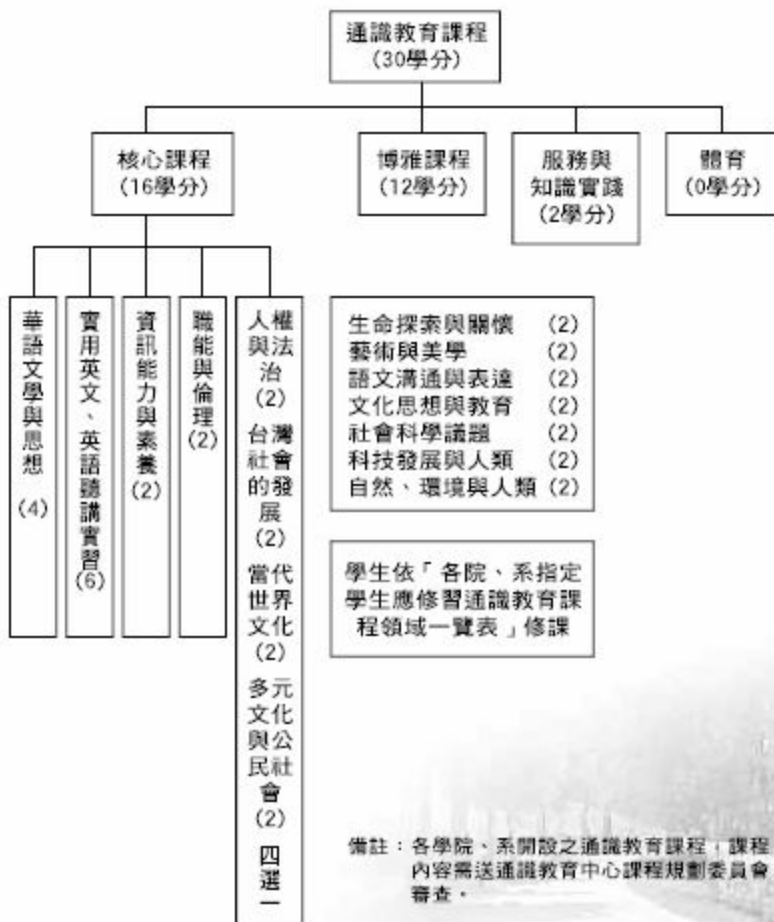 通識教育課程
(30學分)
核心課程
(16學分)
博雅課程
(12學分)
服務與
知識實踐
(2學分)
體育
(0學分)
華語文學與思想(4)
實用英文、英語聽講實習(6)
資訊能力與素養(2)
職能與倫理(2)
人權
與法
治
(2)
台灣
社會
的發
展
(2)
當代
世界
文化
(2)
多元
文化
與公
民社
會
(2)
四選一
生命探索與關懷 (2)
藝術與美學 (2)
語文溝通與表達 (2)
文化思想與教育 (2)
社會科學議題 (2)
科技發展與人類 (2)
自然、環境與人類 (2)
學生依「各院、系指定
學生應修習通識教育課
程領域一覽表」修課
備註：各學院、系開設之通識教育課程，課程
內容需送通識教育中心課程規劃委員會
審查。